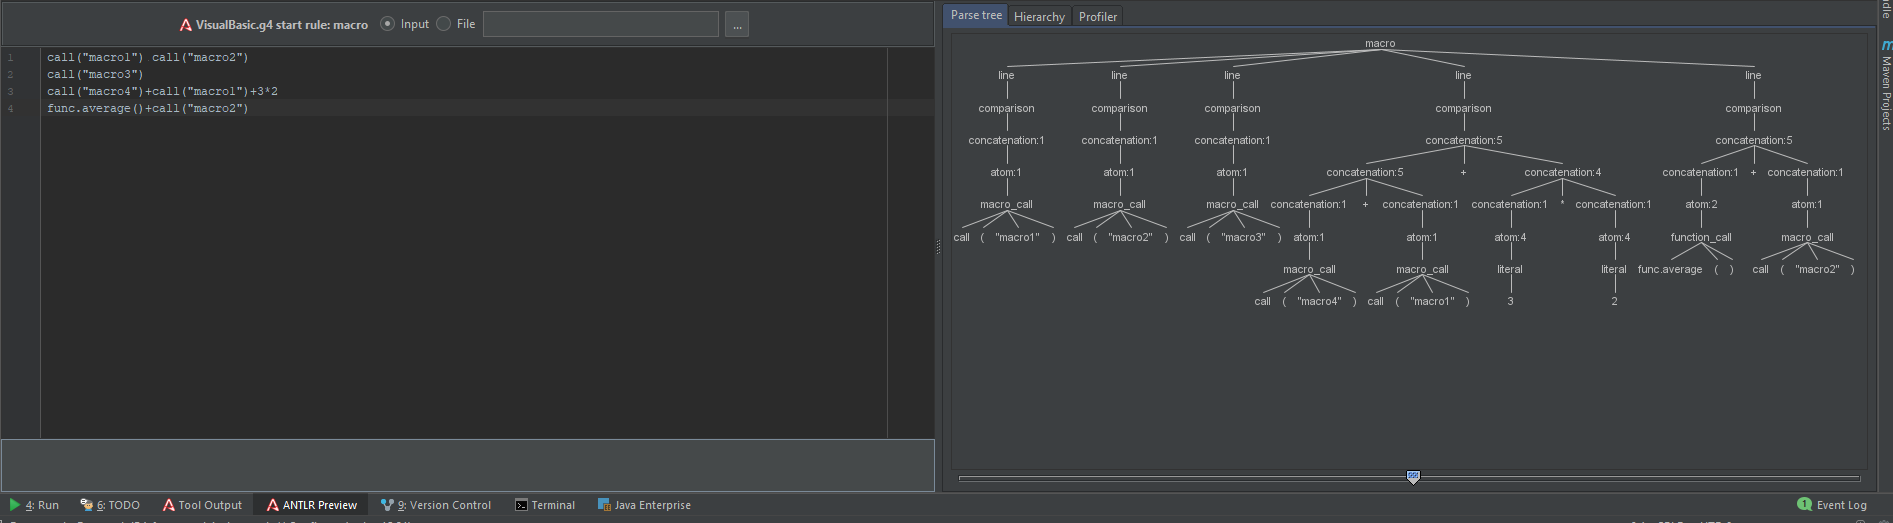 VisualBasic.g4 start rule: macro Input File ...
1 call("macro1") call("macro2")
2 call("macro3")
3 call("macro4")+call("macro1")+3*2
4 func.average()+call("macro2")
Parse tree Hierarchy Profiler
macro
line line line line line
comparison comparison comparison comparison comparison
concatenation:1 concatenation:1 concatenation:1 concatenation:5 concatenation:5
atom:1 atom:1 atom:1 concatenation:5 + concatenation:4 concatenation:1 + concatenation:1
macro_call macro_call macro_call concatenation:1 + concatenation:1 concatenation:1 * concatenation:1 atom:2 atom:1
call ( "macro1" ) call ( "macro2" ) call ( "macro3" ) atom:1 atom:1 atom:4 atom:4 function_call macro_call
macro_call macro_call literal literal func.average ( ) call ( "macro2" )
call ( "macro4" ) call ( "macro1" ) 3 2
Maven Projects
4: Run 6: TODO Tool Output ANTLR Preview 9: Version Control Terminal Java Enterprise 1 Event Log